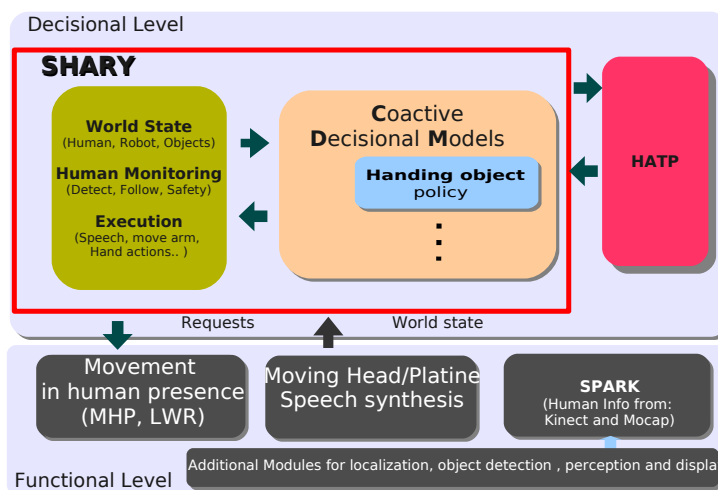 Decisional Level
SHARY
World State
(Human, Robot, Objects)
Human Monitoring
(Detect, Follow, Safety)
Execution
(Speech, move arm,
Hand actions.. )
Coactive
Decisional Models
Handing object
policy
HATP
Requests
World state
Movement
in human presence
(MHP, LWR)
Moving Head/Platine
Speech synthesis
SPARK
(Human Info from:
Kinect and Mocap)
Additional Modules for localization, object detection , perception and displa
Functional Level